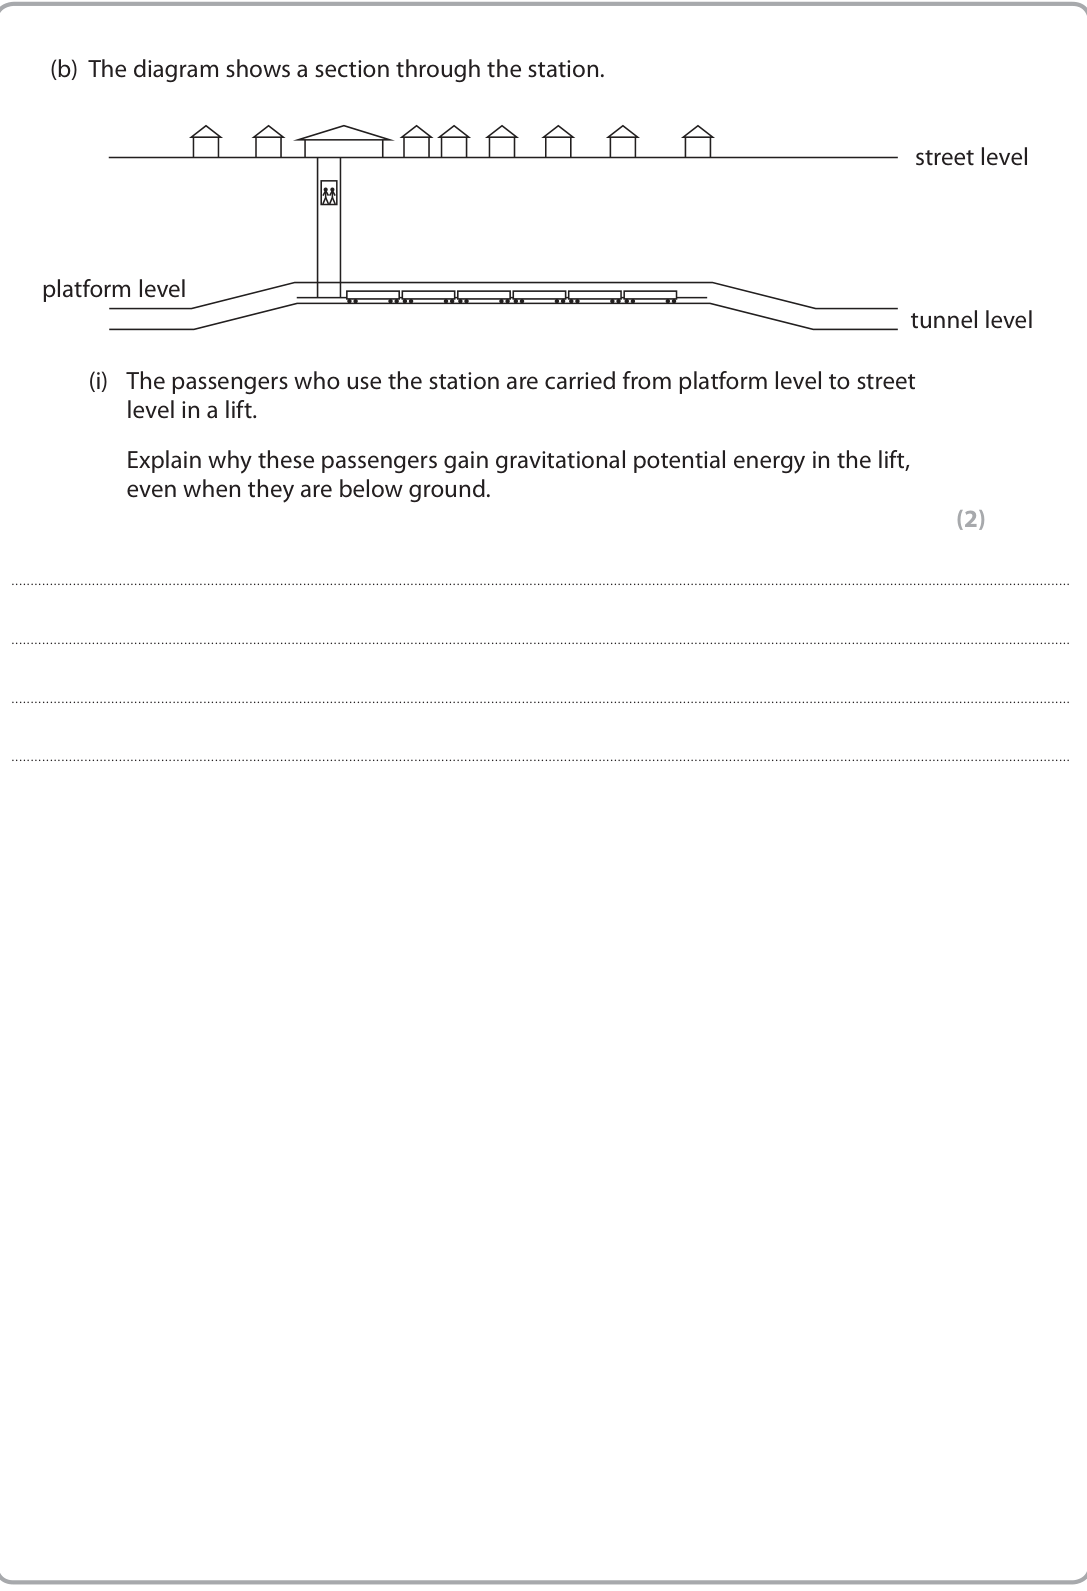 (b) The diagram shows a section through the station.
street level
platform level
tunnel level
(i) The passengers who use the station are carried from platform level to street
level in a lift.
Explain why these passengers gain gravitational potential energy in the lift,
even when they are below ground.
(2)